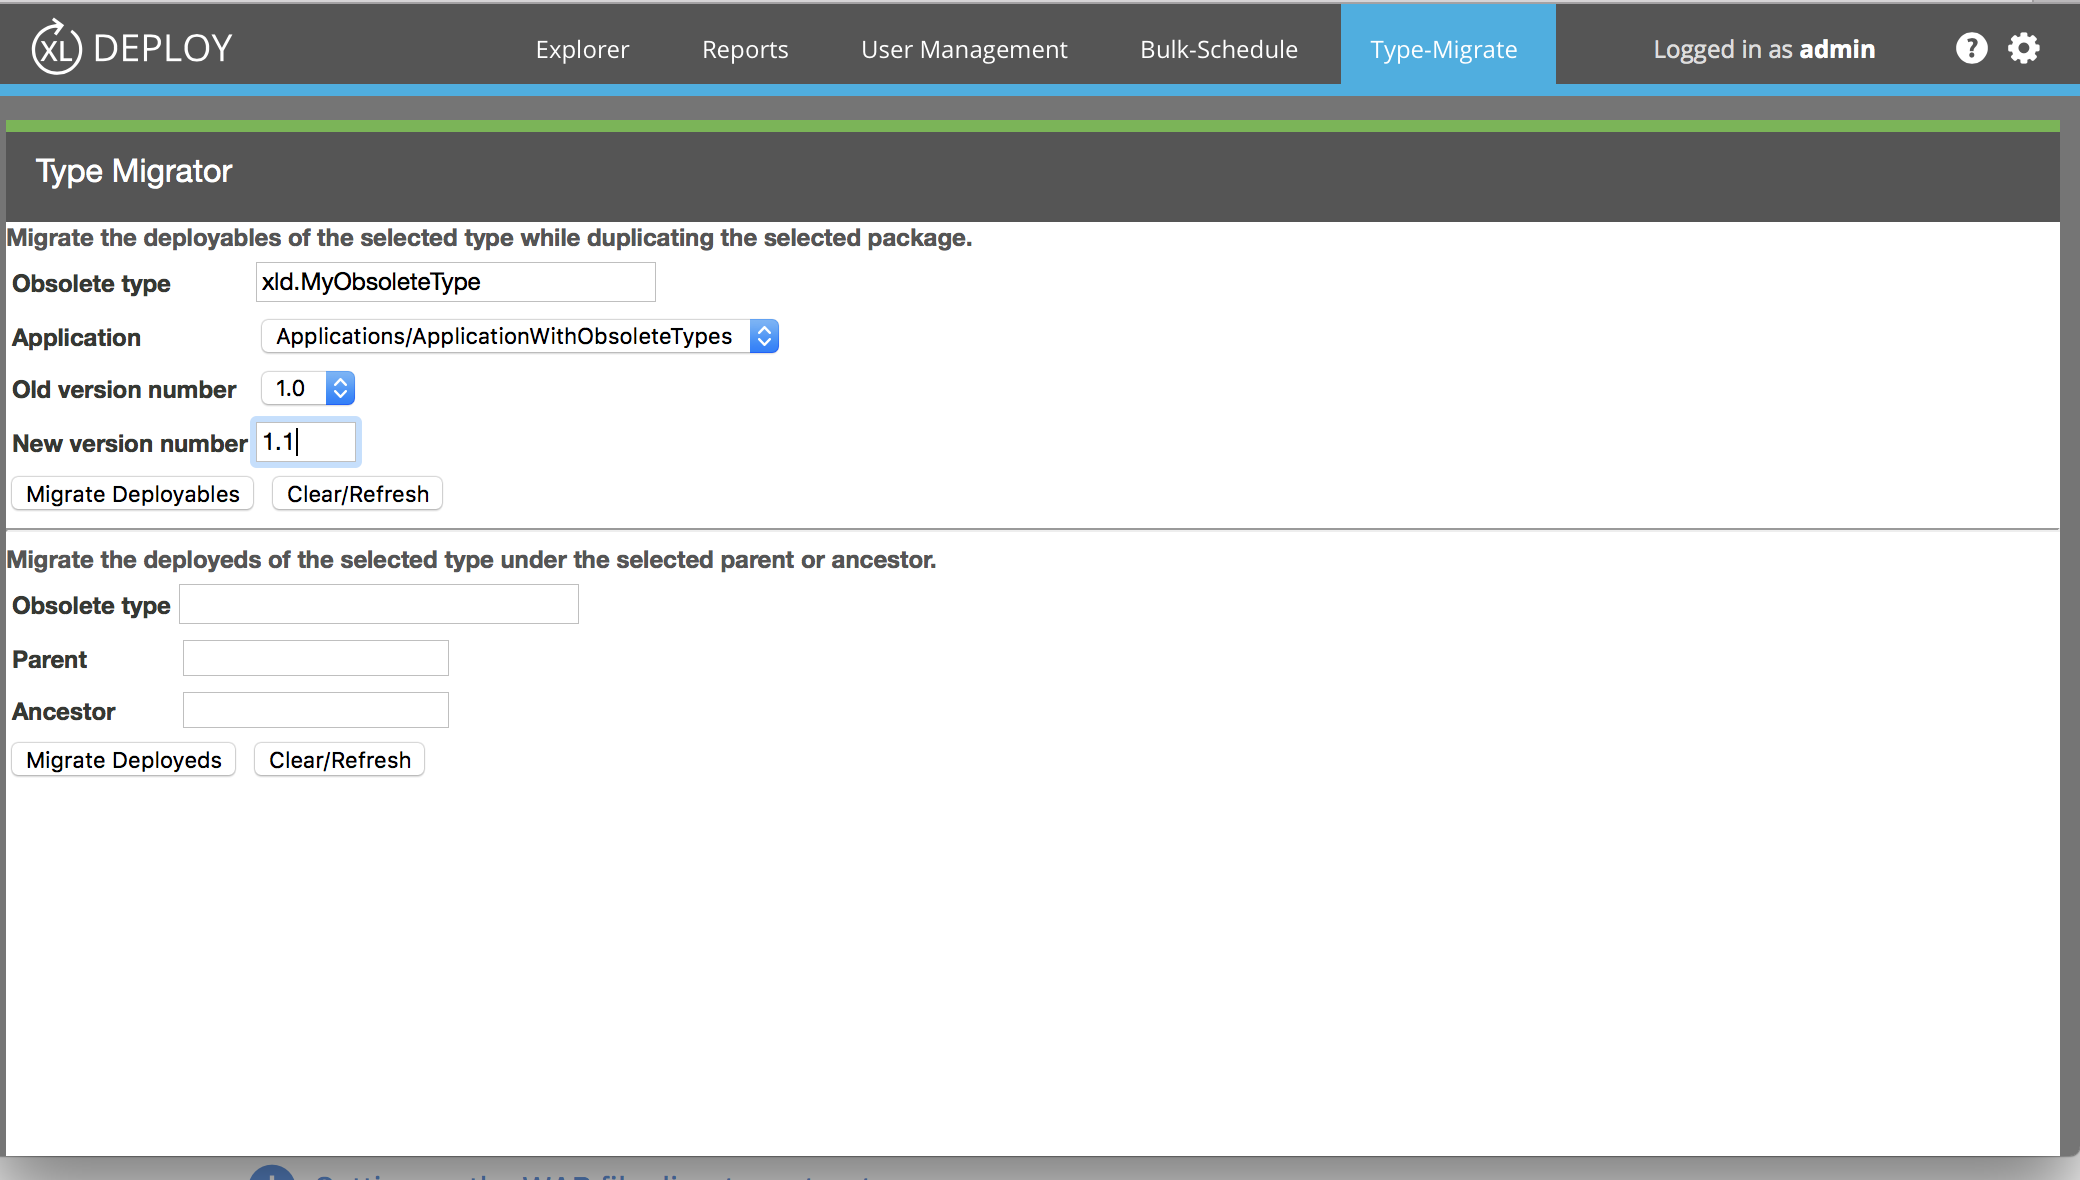 XL DEPLOY Explorer Reports User Management Bulk-Schedule Type-Migrate Logged in as admin ?
Type Migrator
Migrate the deployables of the selected type while duplicating the selected package.
Obsolete type xld.MyObsoleteType
Application Applications/ApplicationWithObsoleteTypes
Old version number 1.0
New version number 1.1
Migrate Deployables Clear/Refresh
Migrate the deployeds of the selected type under the selected parent or ancestor.
Obsolete type
Parent
Ancestor
Migrate Deployeds Clear/Refresh